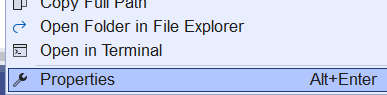 Copy Full Path
Open Folder in File Explorer
Open in Terminal
Properties Alt+Enter